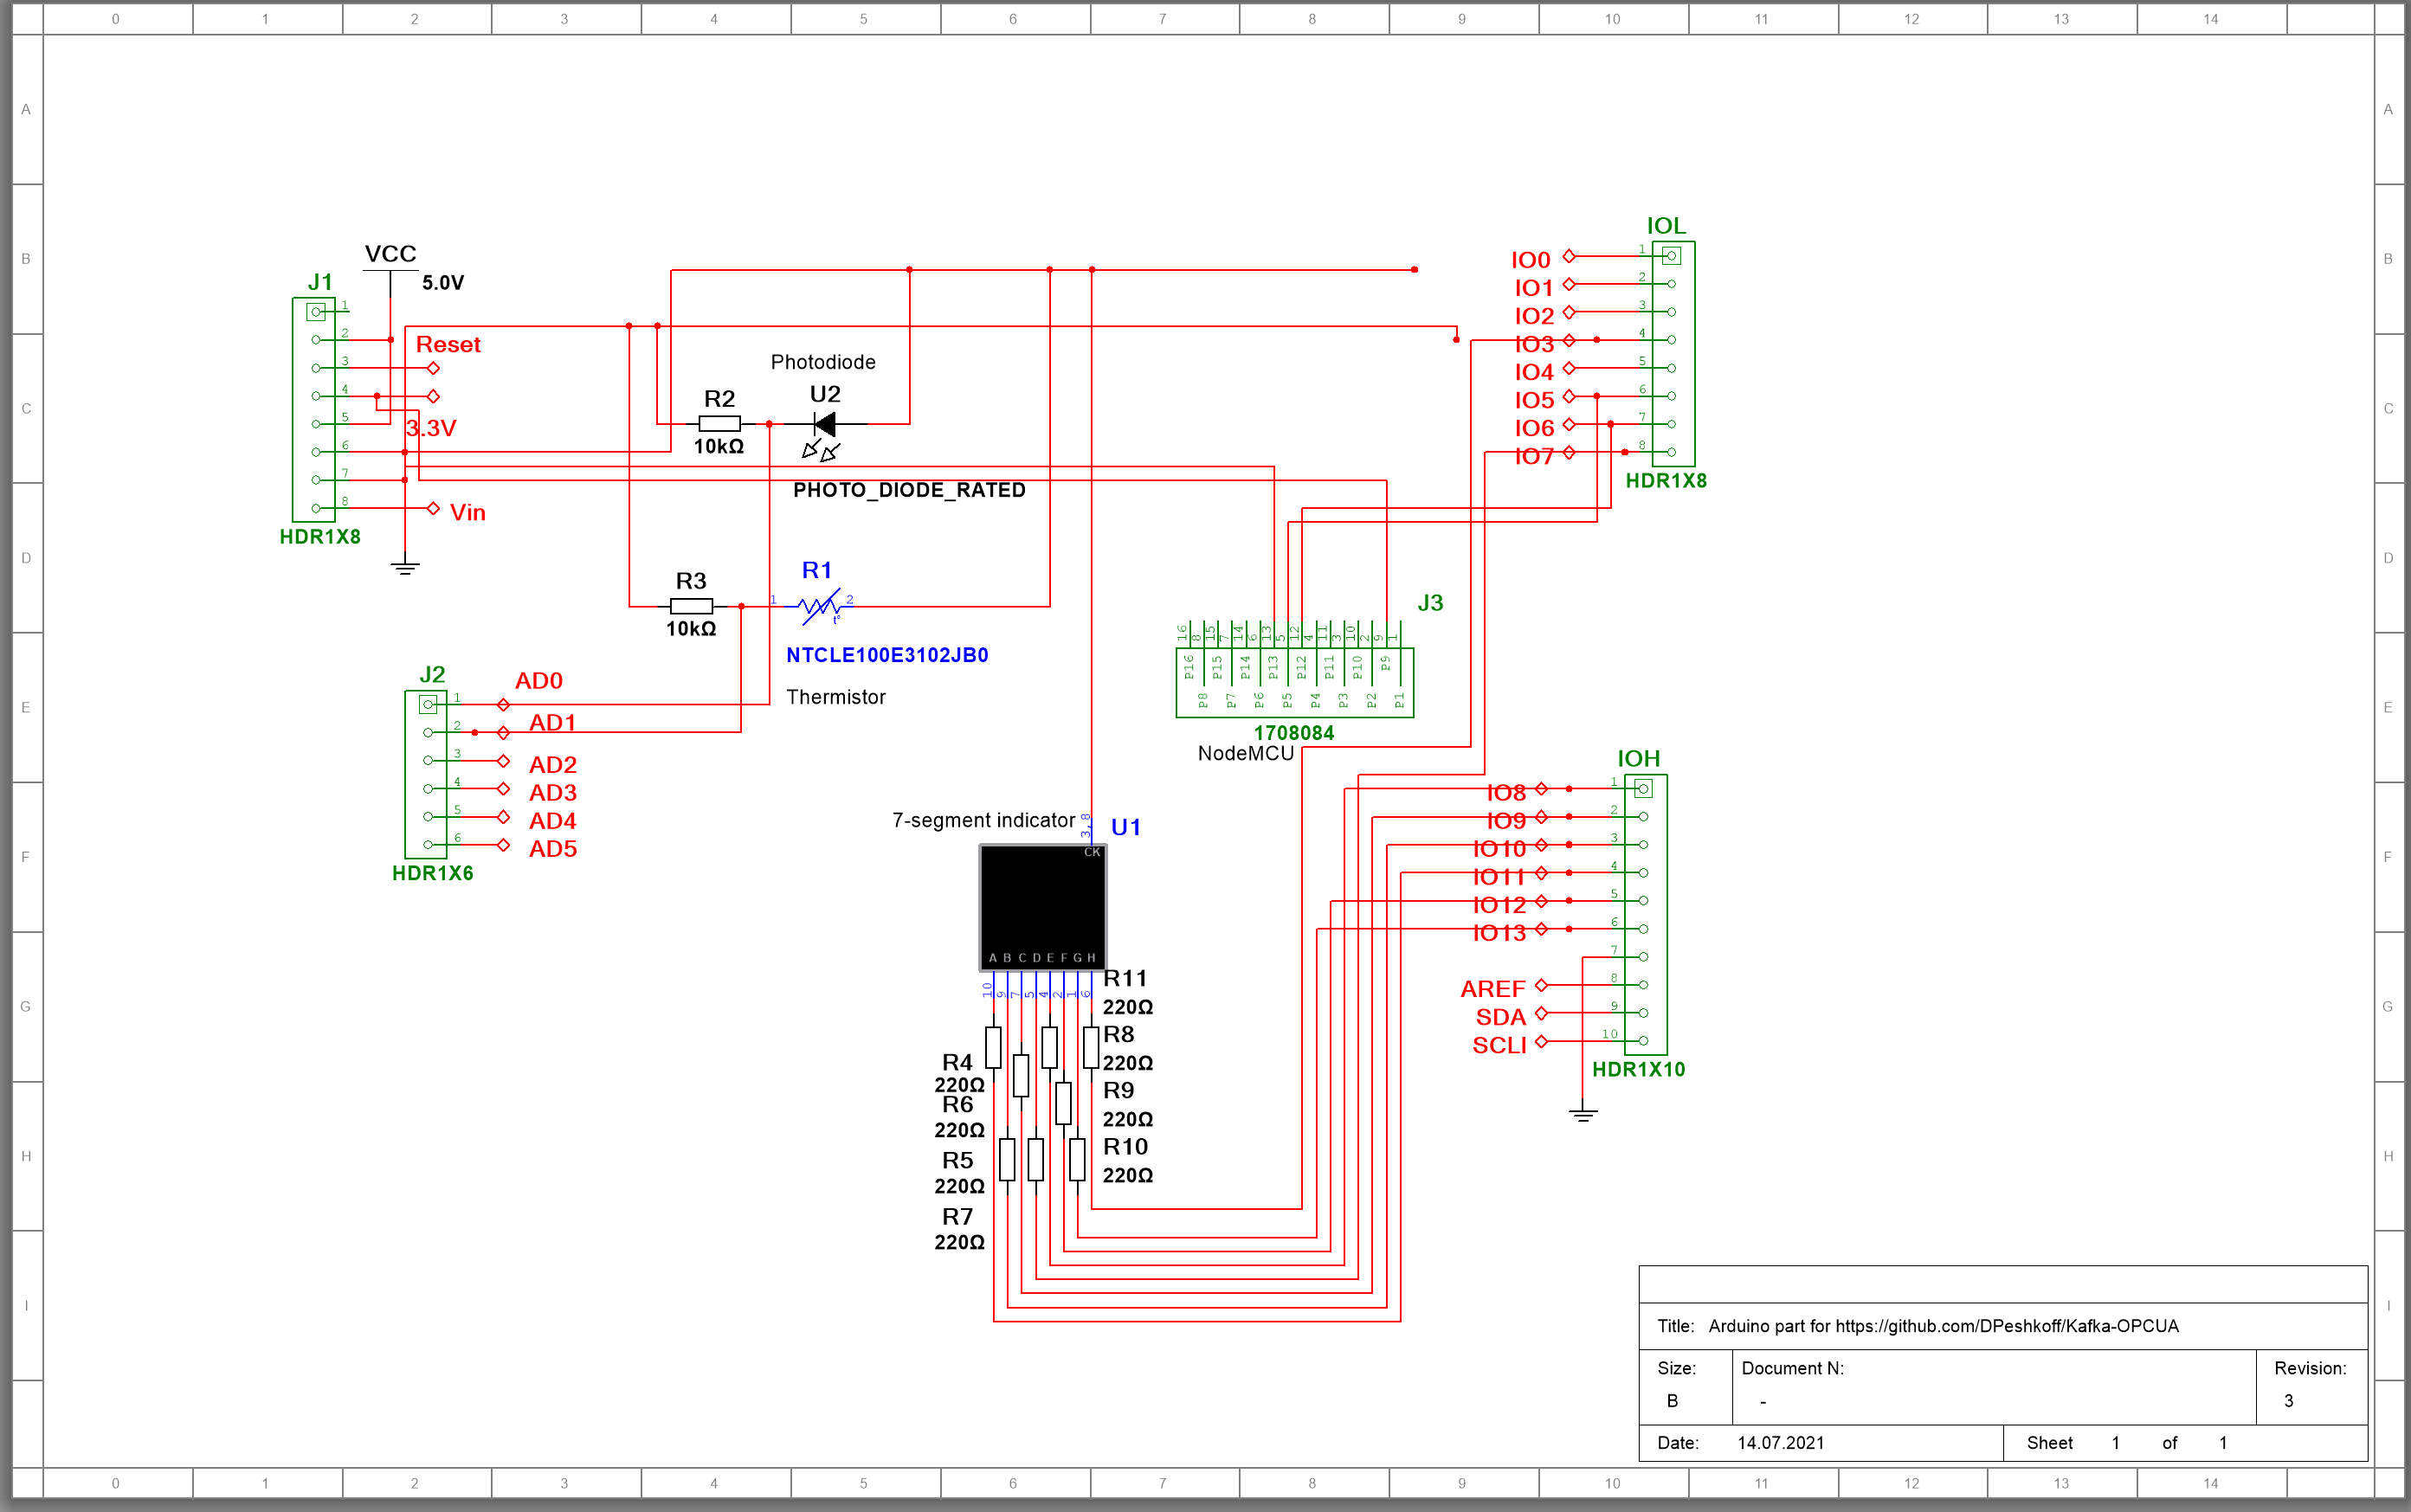 0 1 2 3 4 5 6 7 8 9 10 11 12 13 14
A A
B B
C C
D D
E E
F F
G G
H H
I I
VCC
5.0V
J1
1
2
3
4
5
6
7
8
Reset
3.3V
Vin
HDR1X8
Photodiode
U2
R2
10kΩ
PHOTO_DIODE_RATED
R3
10kΩ
R1
1 2
t°
NTCLE100E3102JB0
Thermistor
J2
1
2
3
4
5
6
AD0
AD1
AD2
AD3
AD4
AD5
HDR1X6
IOL
IO0 1
IO1 2
IO2 3
IO3 4
IO4 5
IO5 6
IO6 7
IO7 8
HDR1X8
J3
16 8 15 7 14 6 13 5 12 4 11 3 10 2 9 1
P16 P15 P14 P13 P12 P11 P10 P9
P8 P7 P6 P5 P4 P3 P2 P1
1708084
NodeMCU
IOH
IO8 1
IO9 2
IO10 3
IO11 4
IO12 5
IO13 6
7
AREF 8
SDA 9
SCLI 10
HDR1X10
7-segment indicator
3,8
U1
CK
A B C D E F G H
10 9 7 5 4 2 1 6
R11
220Ω
R8
220Ω
R9
220Ω
R10
220Ω
R4
220Ω
R6
220Ω
R5
220Ω
R7
220Ω
Title: Arduino part for https://github.com/DPeshkoff/Kafka-OPCUA
Size: Document N: Revision:
B - 3
Date: 14.07.2021 Sheet 1 of 1
0 1 2 3 4 5 6 7 8 9 10 11 12 13 14